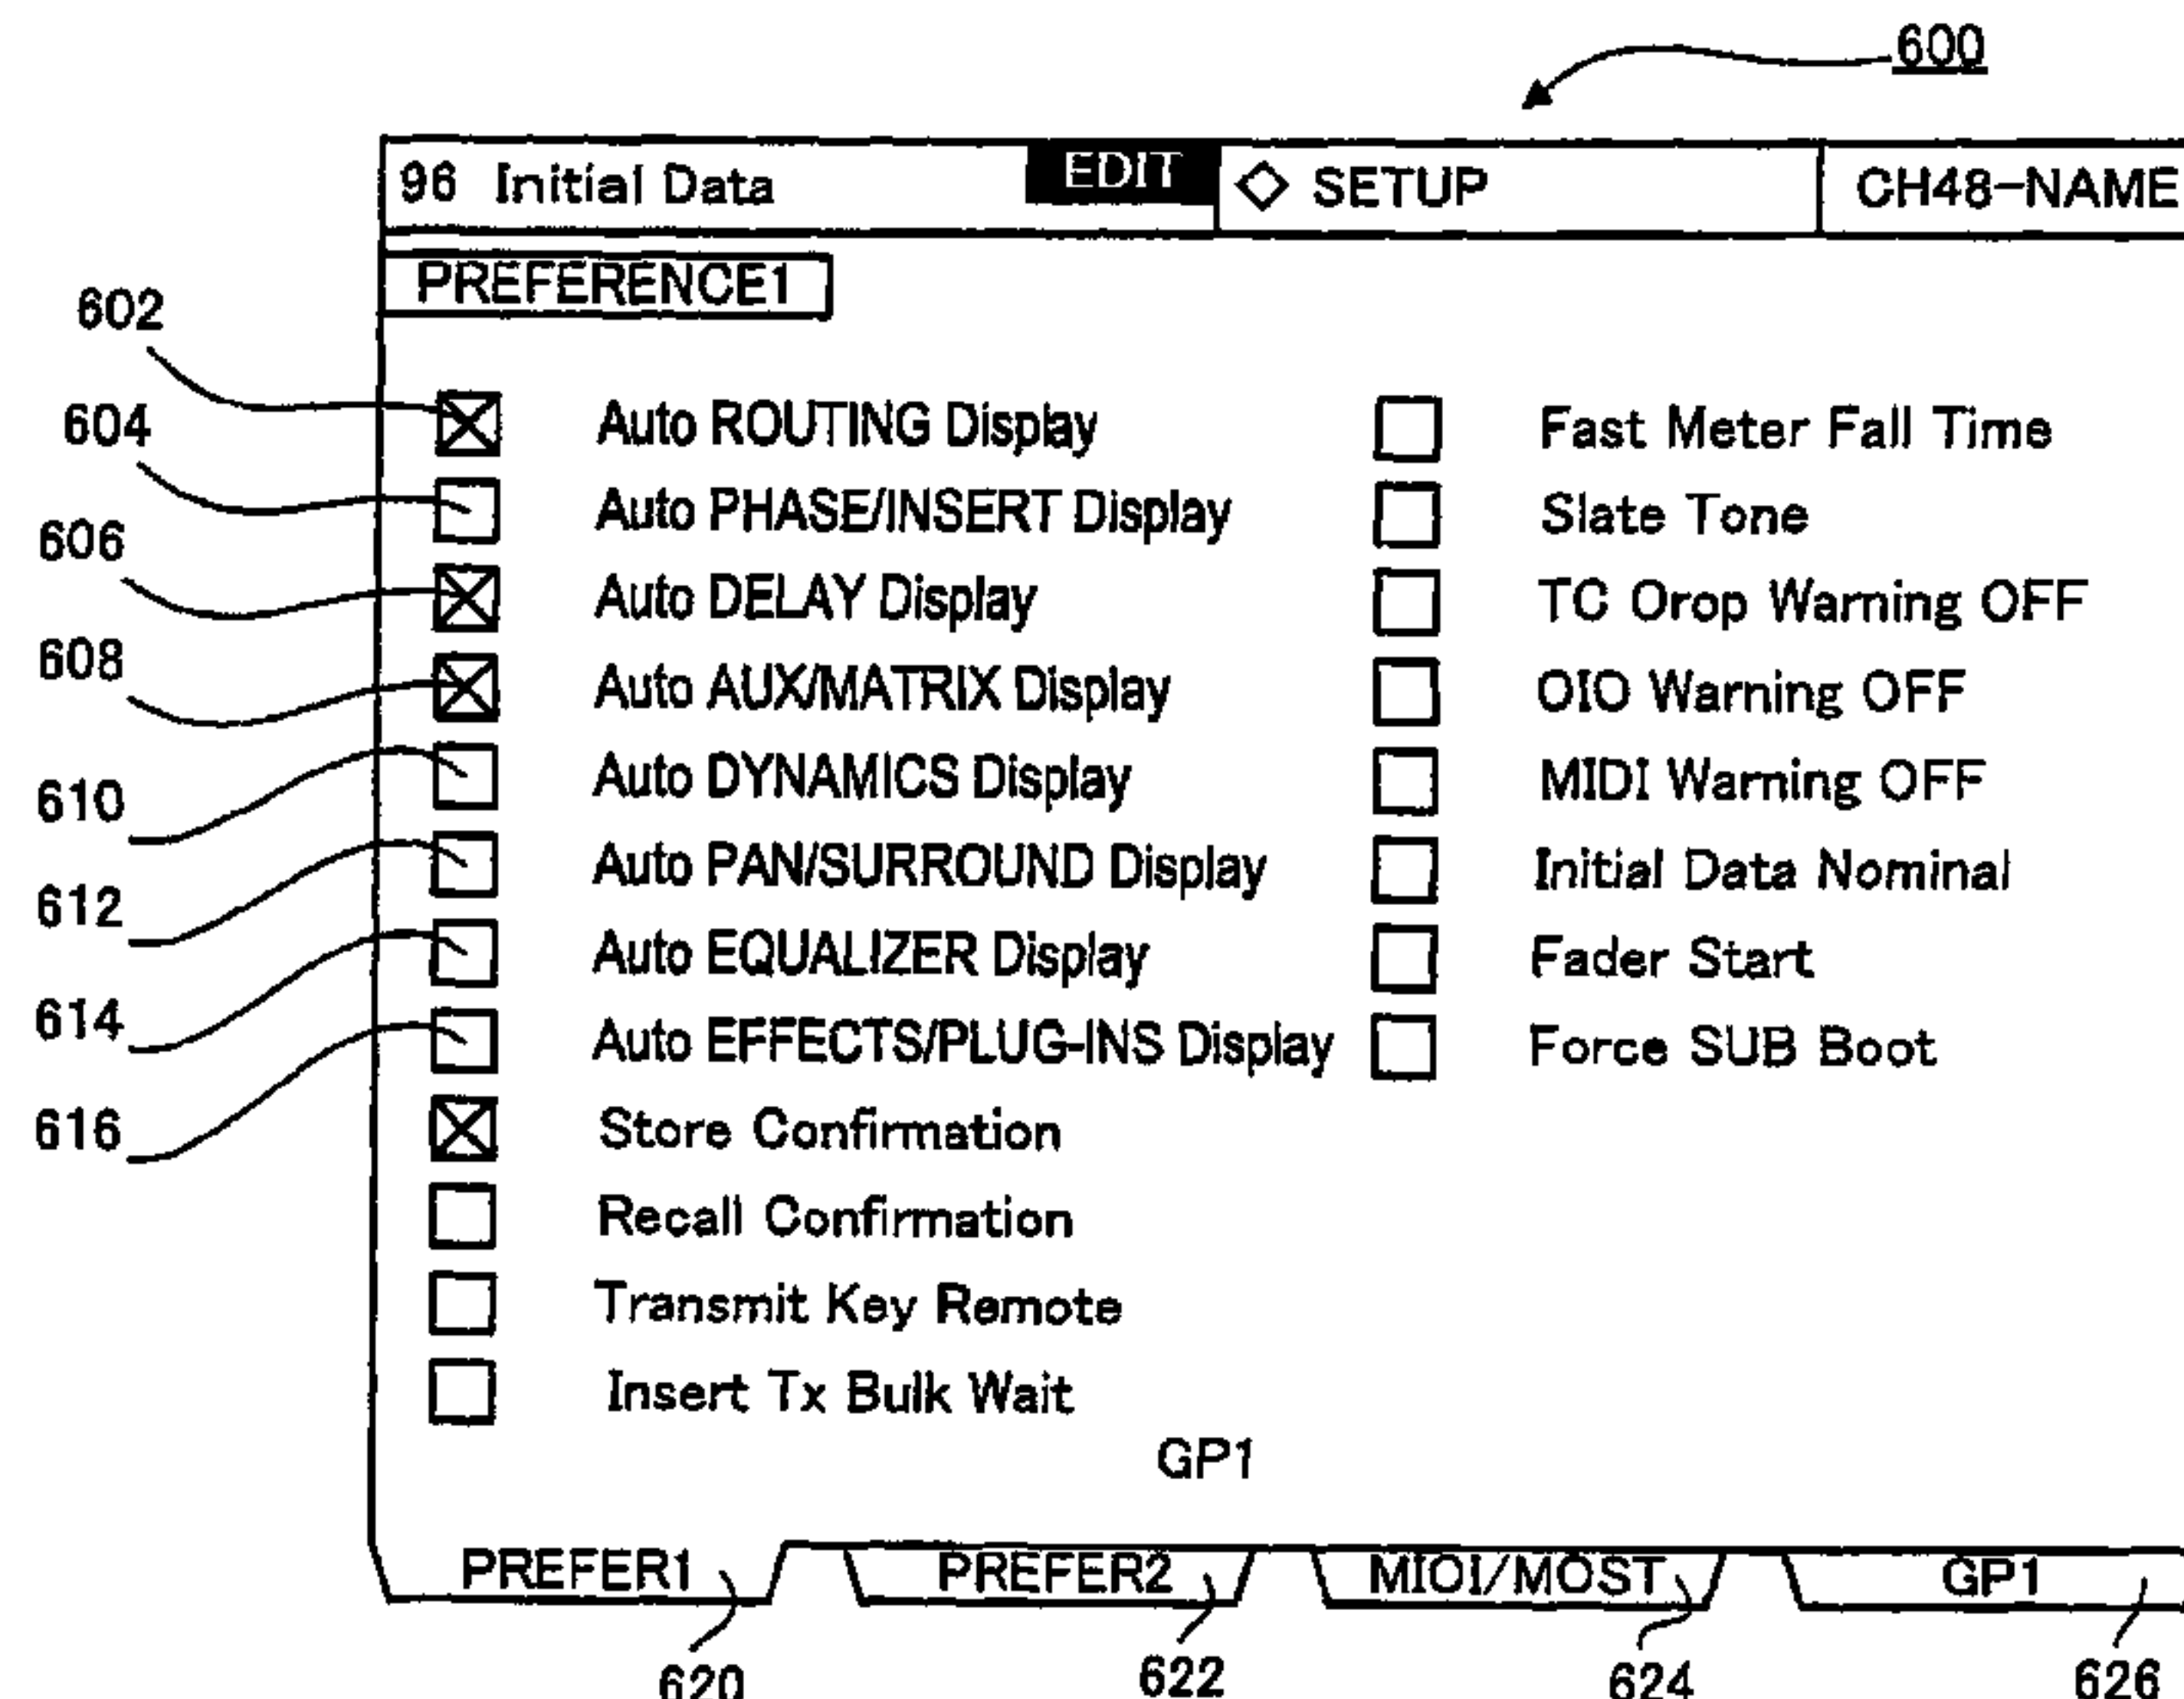 600
96 Initial Data EDIT ◇ SETUP CH48-NAME
PREFERENCE1
602
604
606
608
610
612
614
616
Auto ROUTING Display
Auto PHASE/INSERT Display
Auto DELAY Display
Auto AUX/MATRIX Display
Auto DYNAMICS Display
Auto PAN/SURROUND Display
Auto EQUALIZER Display
Auto EFFECTS/PLUG-INS Display
Store Confirmation
Recall Confirmation
Transmit Key Remote
Insert Tx Bulk Wait
Fast Meter Fall Time
Slate Tone
TC Orop Warning OFF
OIO Warning OFF
MIDI Warning OFF
Initial Data Nominal
Fader Start
Force SUB Boot
GP1
PREFER1 PREFER2 MIOI/MOST GP1
620 622 624 626